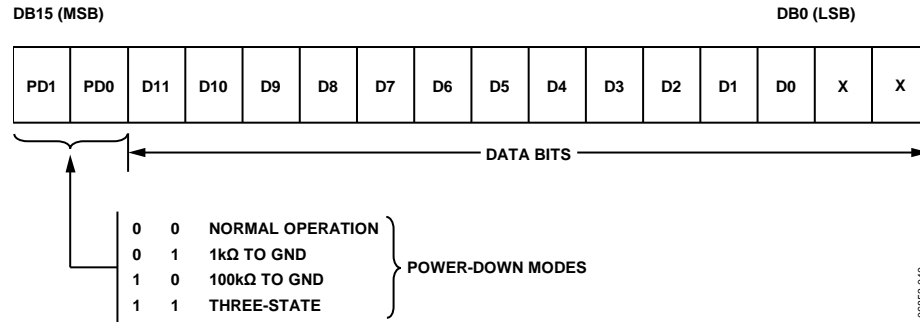 DB15 (MSB) DB0 (LSB)
PD1 PD0 D11 D10 D9 D8 D7 D6 D5 D4 D3 D2 D1 D0 X X
DATA BITS
0 0 NORMAL OPERATION
0 1 1kΩ TO GND
1 0 100kΩ TO GND
1 1 THREE-STATE
POWER-DOWN MODES